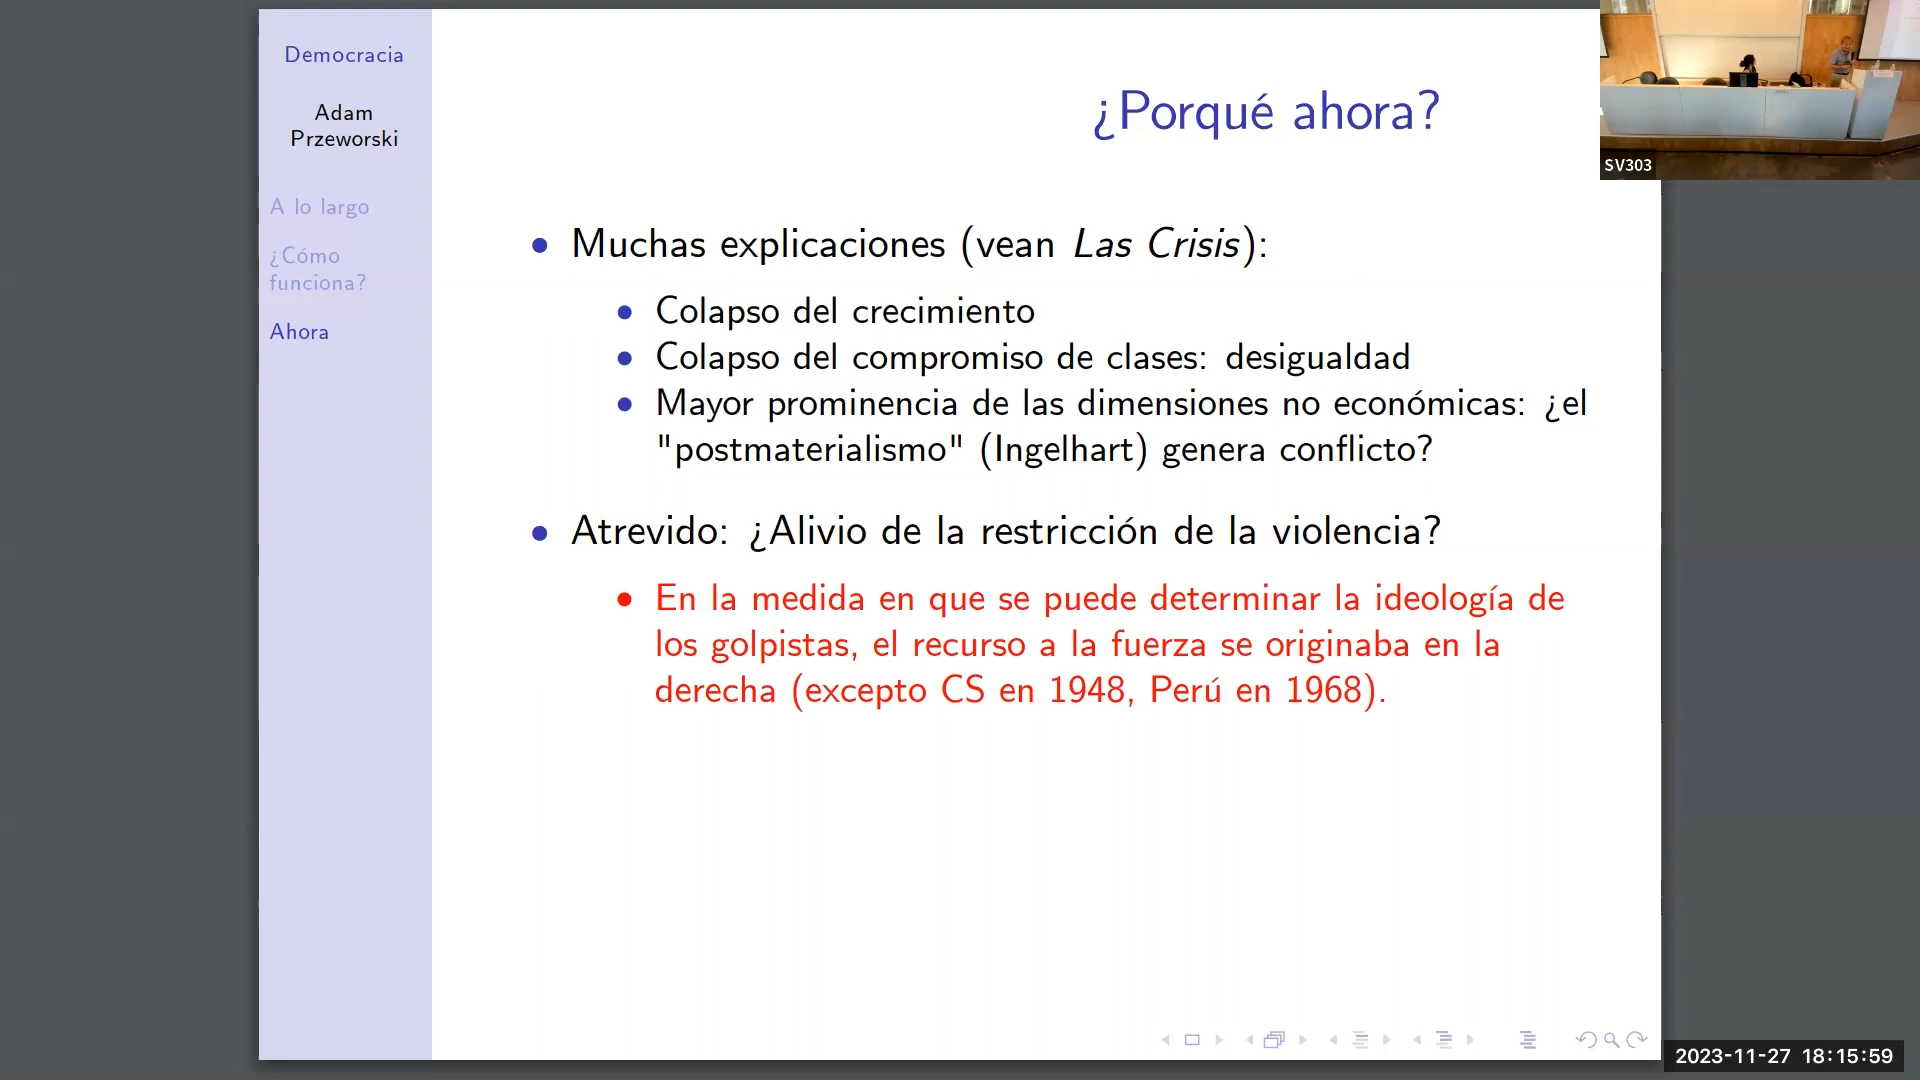 Democracia
Adam
Przeworski
A lo largo
¿Cómo
funciona?
Ahora
¿Porqué ahora?
• Muchas explicaciones (vean Las Crisis):
• Colapso del crecimiento
• Colapso del compromiso de clases: desigualdad
• Mayor prominencia de las dimensiones no económicas: ¿el
"postmaterialismo" (Ingelhart) genera conflicto?
• Atrevido: ¿Alivio de la restricción de la violencia?
• En la medida en que se puede determinar la ideología de
los golpistas, el recurso a la fuerza se originaba en la
derecha (excepto CS en 1948, Perú en 1968).
SV303
2023-11-27 18:15:59